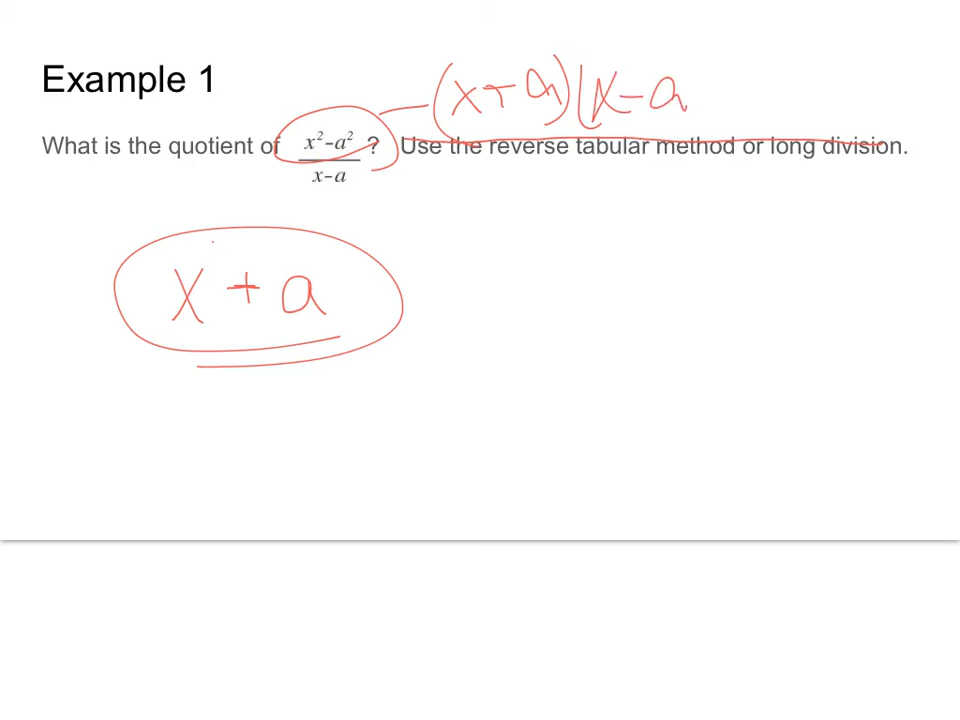 Example 1
(x+a)(x-a
What is the quotient of x²-a²/x-a ? Use the reverse tabular method or long division.
x + a